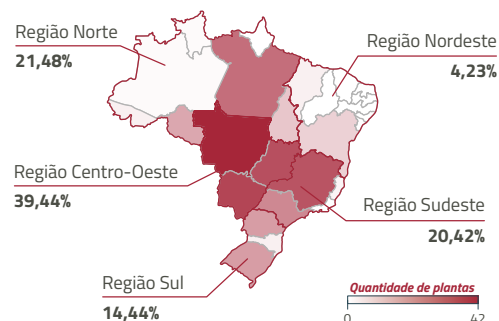 Região Norte
21,48%
Região Nordeste
4,23%
Região Centro-Oeste
39,44%
Região Sudeste
20,42%
Região Sul
14,44%
Quantidade de plantas
0
42